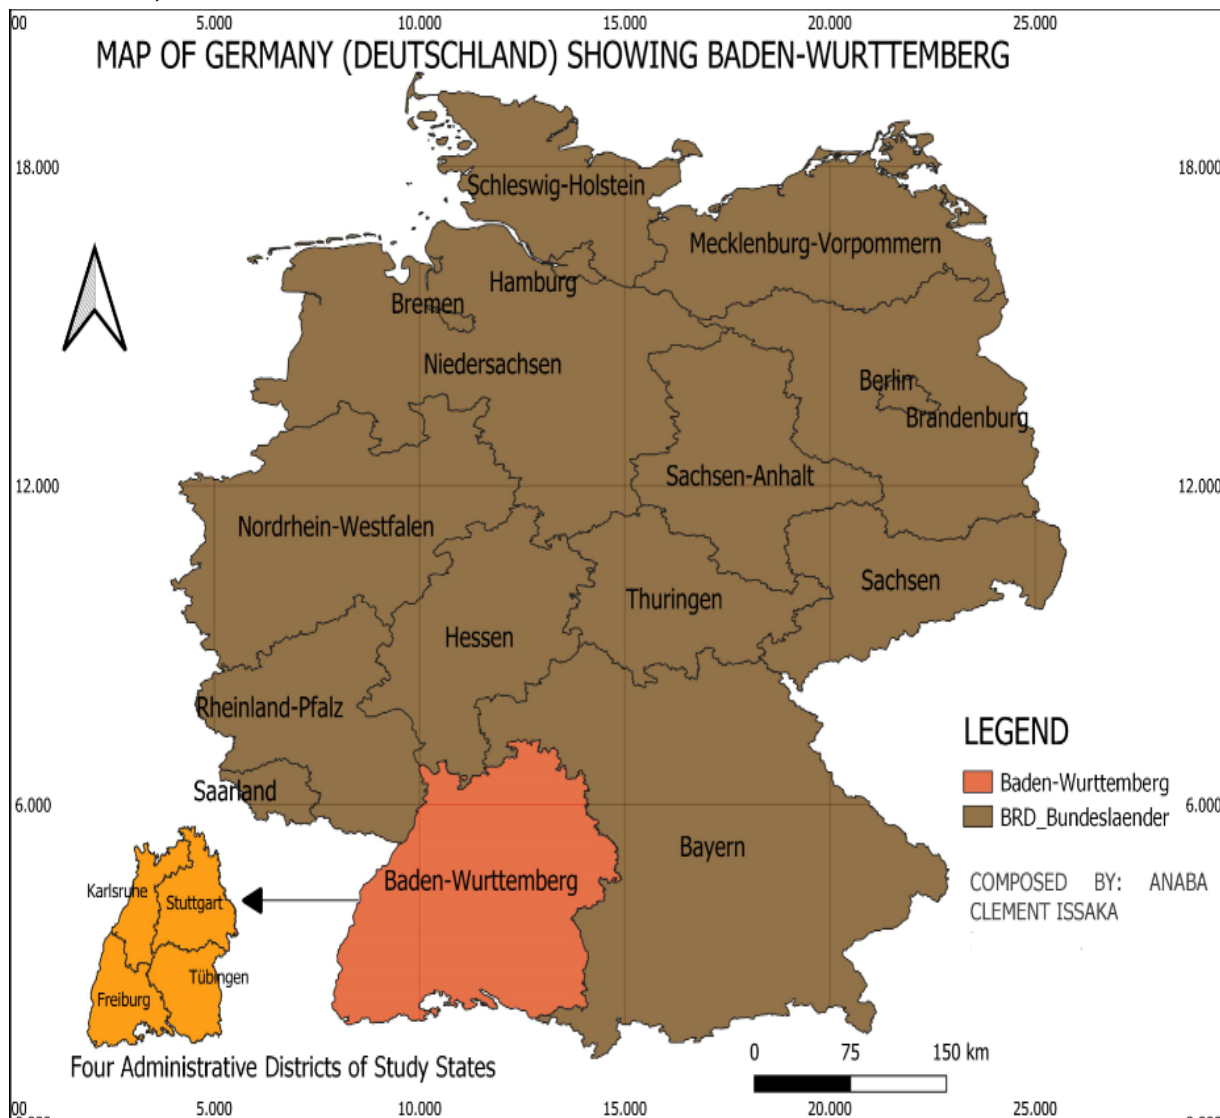 00 5.000 10.000 15.000 20.000 25.000
MAP OF GERMANY (DEUTSCHLAND) SHOWING BADEN-WURTTEMBERG
18.000 18.000
Schleswig-Holstein
Mecklenburg-Vorpommern
Hamburg
Bremen
Niedersachsen
Berlin
Brandenburg
Sachsen-Anhalt
12.000 12.000
Nordrhein-Westfalen
Sachsen
Thuringen
Hessen
Rheinland-Pfalz
LEGEND
Baden-Wurttemberg
Saarland
6.000 6.000
BRD_Bundeslaender
Bayern
Baden-Wurttemberg
COMPOSED BY: ANABA
CLEMENT ISSAKA
Karlsruhe
Stuttgart
Tübingen
Freiburg
0 75 150 km
Four Administrative Districts of Study States
00 5.000 10.000 15.000 20.000 25.000